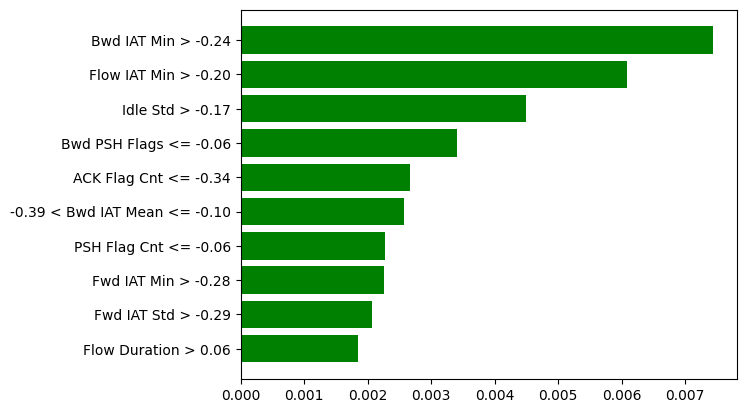 Bwd IAT Min > -0.24
Flow IAT Min > -0.20
Idle Std > -0.17
Bwd PSH Flags <= -0.06
ACK Flag Cnt <= -0.34
-0.39 < Bwd IAT Mean <= -0.10
PSH Flag Cnt <= -0.06
Fwd IAT Min > -0.28
Fwd IAT Std > -0.29
Flow Duration > 0.06
0.000 0.001 0.002 0.003 0.004 0.005 0.006 0.007